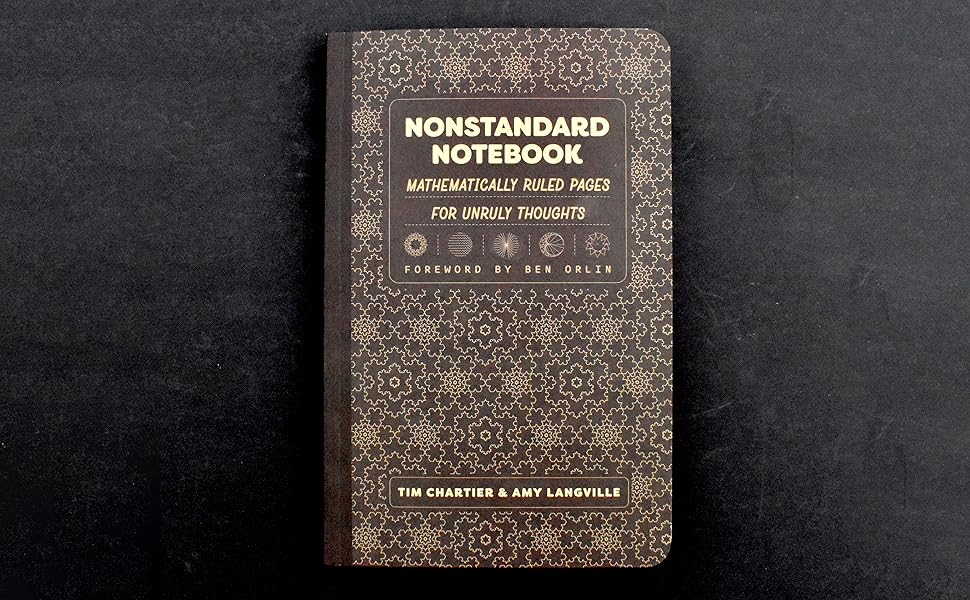 NONSTANDARD
NOTEBOOK
MATHEMATICALLY RULED PAGES
FOR UNRULY THOUGHTS
FOREWORD BY BEN ORLIN
TIM CHARTIER & AMY LANGVILLE